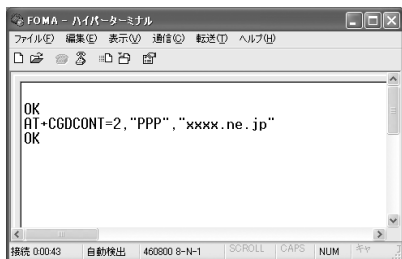 FOMA - ハイパーターミナル
ファイル(F) 編集(E) 表示(V) 通信(C) 転送(T) ヘルプ(H)
OK
AT+CGDCONT=2,"PPP","xxxx.ne.jp"
OK
接続 0:00:43 自動検出 460800 8-N-1 SCROLL CAPS NUM キャ